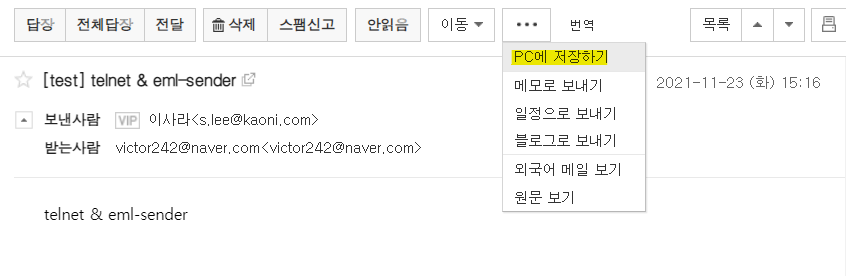 답장 전체답장 전달 삭제 스팸신고 안읽음 이동 ••• 번역 목록
PC에 저장하기
메모로 보내기
일정으로 보내기
블로그로 보내기
외국어 메일 보기
원문 보기
[test] telnet & eml-sender 2021-11-23 (화) 15:16
보낸사람 VIP 이사라<s.lee@kaoni.com>
받는사람 victor242@naver.com<victor242@naver.com>
telnet & eml-sender